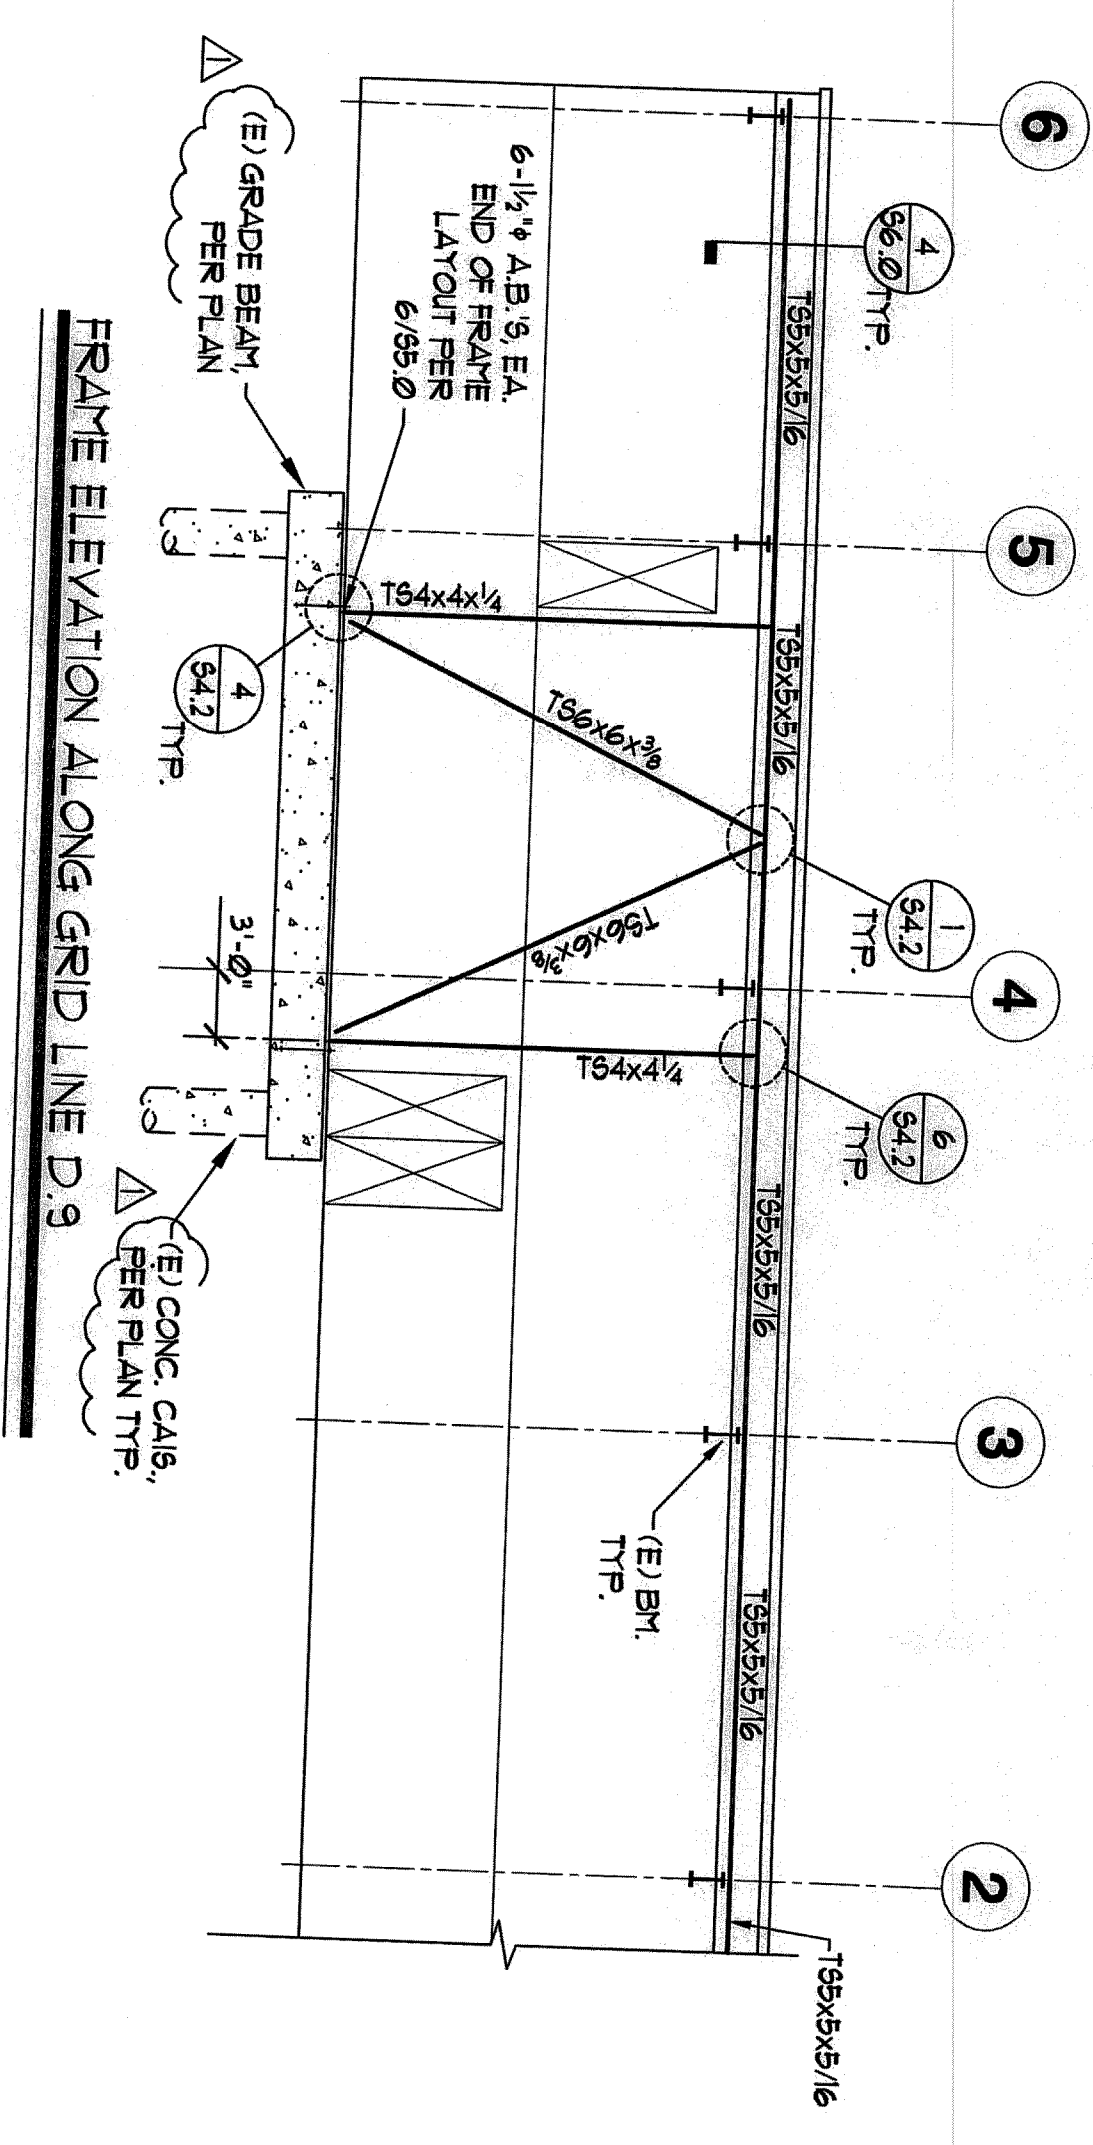 6
5
4
3
2
4
S6.0
TYP.
TS5x5x5/16
TS5x5x5/16
1
S4.2
TYP.
6
S4.2
TYP.
TS5x5x5/16
TS5x5x5/16
TS5x5x5/16
6-1½"ϕ A.B.'S, EA.
END OF FRAME
LAYOUT PER
6/S5.0
TS4x4x¼
TS6x6x⅜
TS6x6x3/8
TS4x4¼
(E) BM.
TYP.
1
(E) GRADE BEAM,
PER PLAN
4
S4.2
TYP.
3'-0"
1
(E) CONC. CAIS.,
PER PLAN TYP.
FRAME ELEVATION ALONG GRID LINE D.9